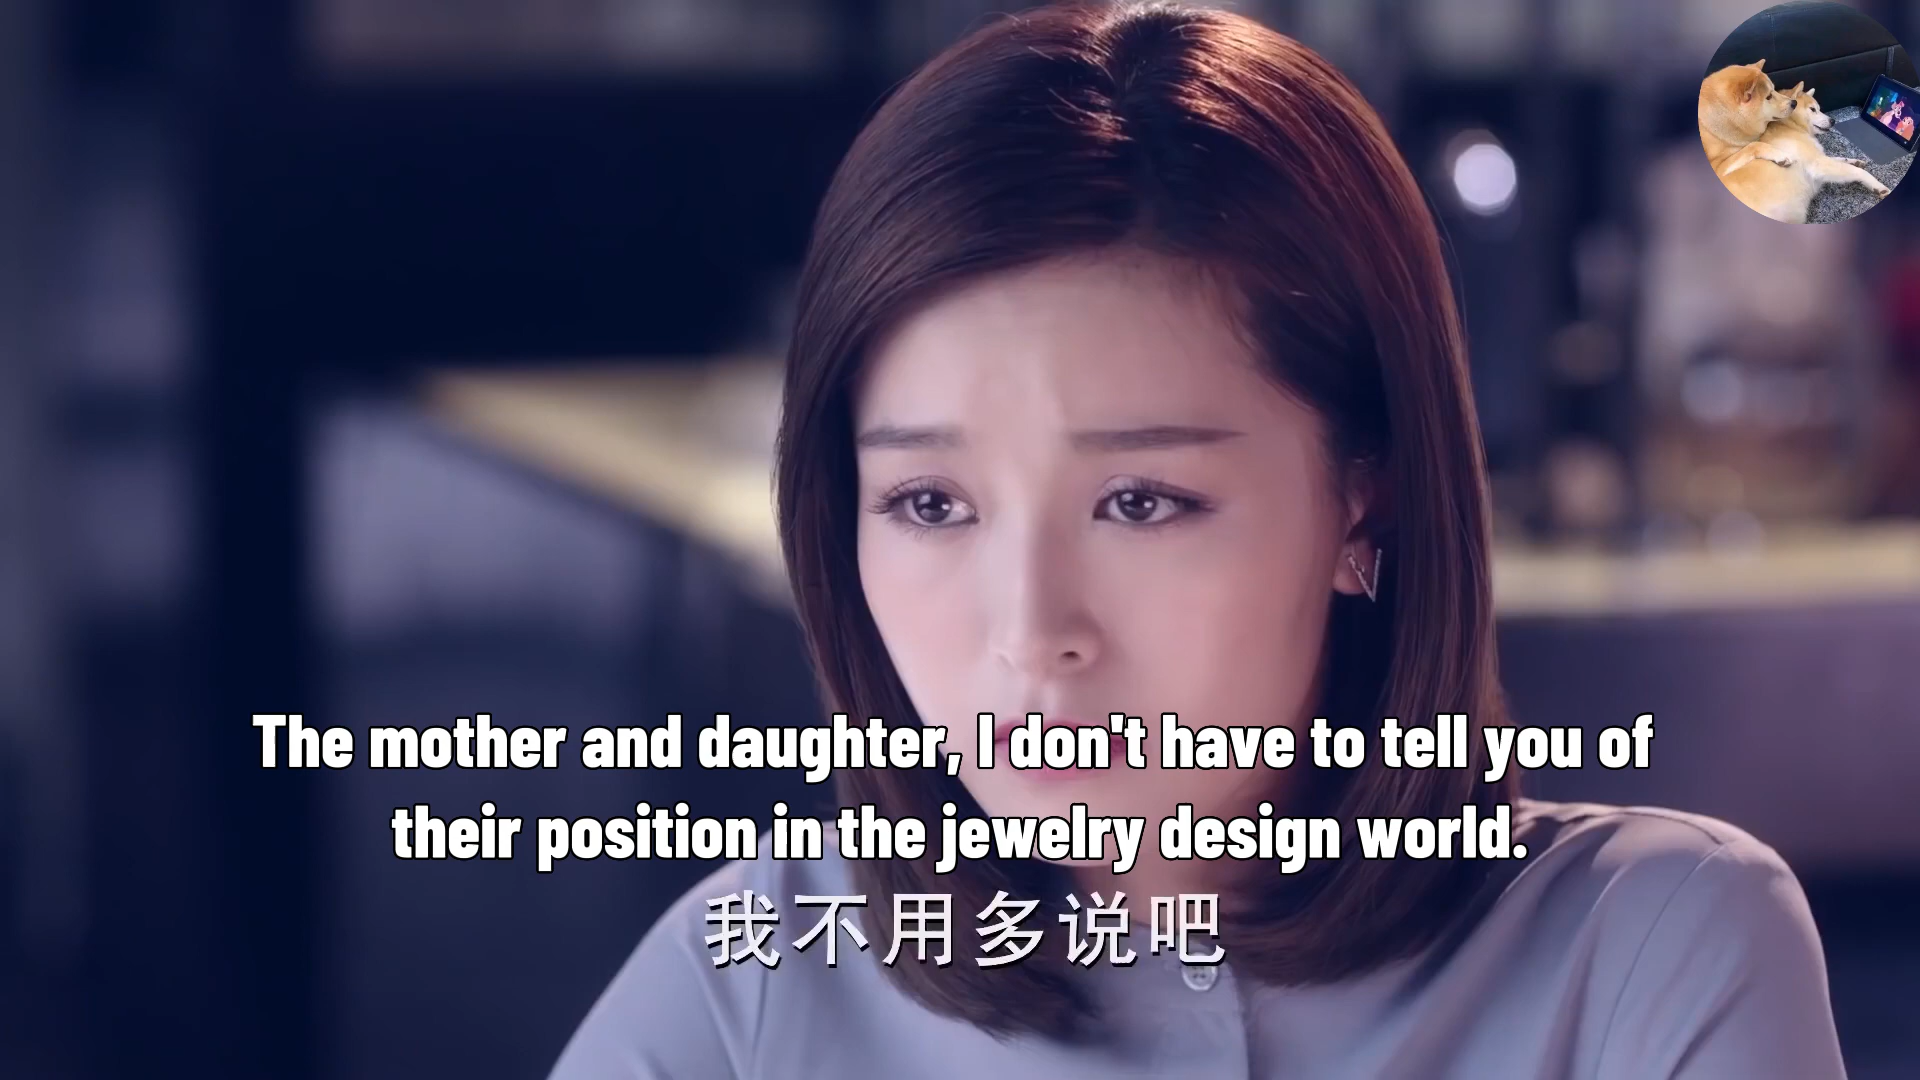 The mother and daughter, I don't have to tell you of
their position in the jewelry design world.
我不用多说吧